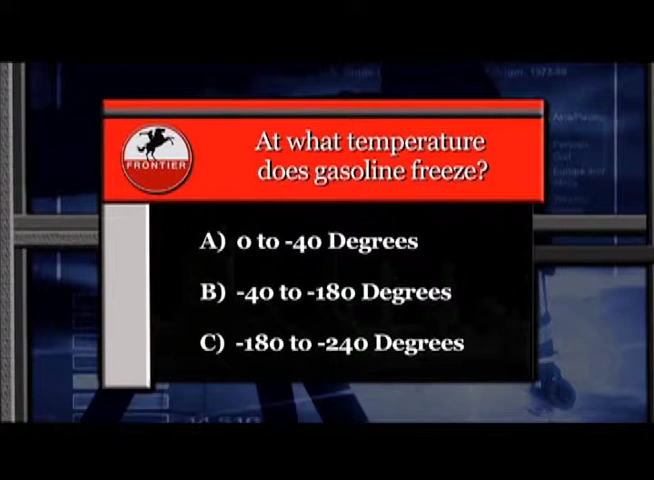 At what temperature
does gasoline freeze?
FRONTIER
A) 0 to -40 Degrees
B) -40 to -180 Degrees
C) -180 to -240 Degrees